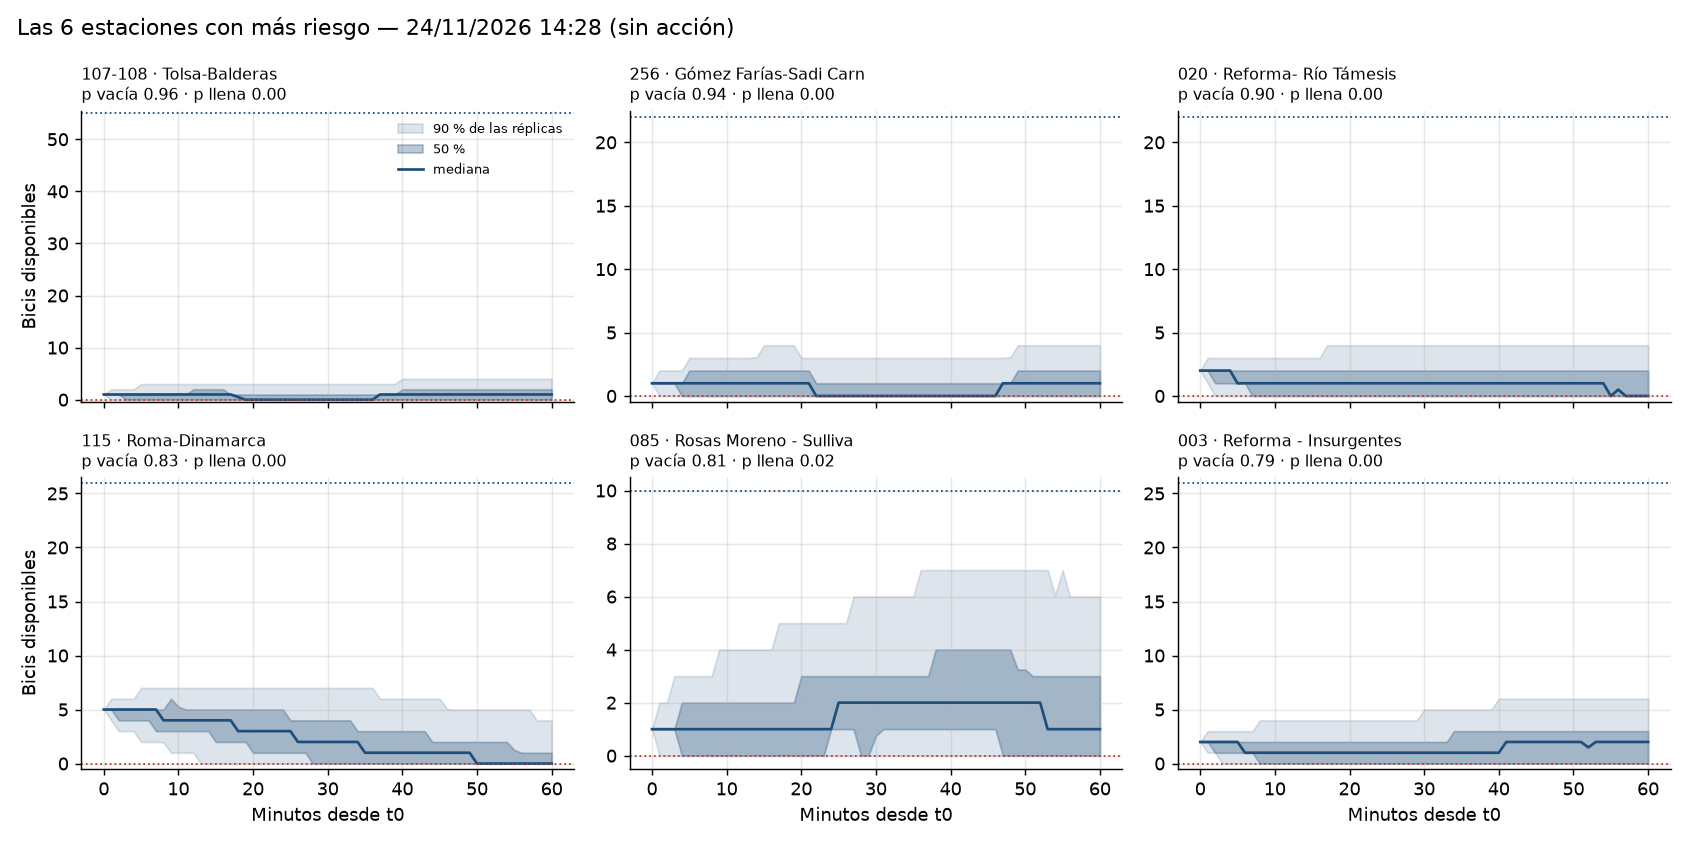 Las 6 estaciones con más riesgo — 24/11/2026 14:28 (sin acción)
107-108 · Tolsa-Balderas
p vacía 0.96 · p llena 0.00
90 % de las réplicas
50 %
mediana
Bicis disponibles
50
40
30
20
10
0
256 · Gómez Farías-Sadi Carn
p vacía 0.94 · p llena 0.00
20
15
10
5
0
020 · Reforma- Río Támesis
p vacía 0.90 · p llena 0.00
20
15
10
5
0
115 · Roma-Dinamarca
p vacía 0.83 · p llena 0.00
Bicis disponibles
25
20
15
10
5
0
0 10 20 30 40 50 60
Minutos desde t0
085 · Rosas Moreno - Sulliva
p vacía 0.81 · p llena 0.02
10
8
6
4
2
0
0 10 20 30 40 50 60
Minutos desde t0
003 · Reforma - Insurgentes
p vacía 0.79 · p llena 0.00
25
20
15
10
5
0
0 10 20 30 40 50 60
Minutos desde t0